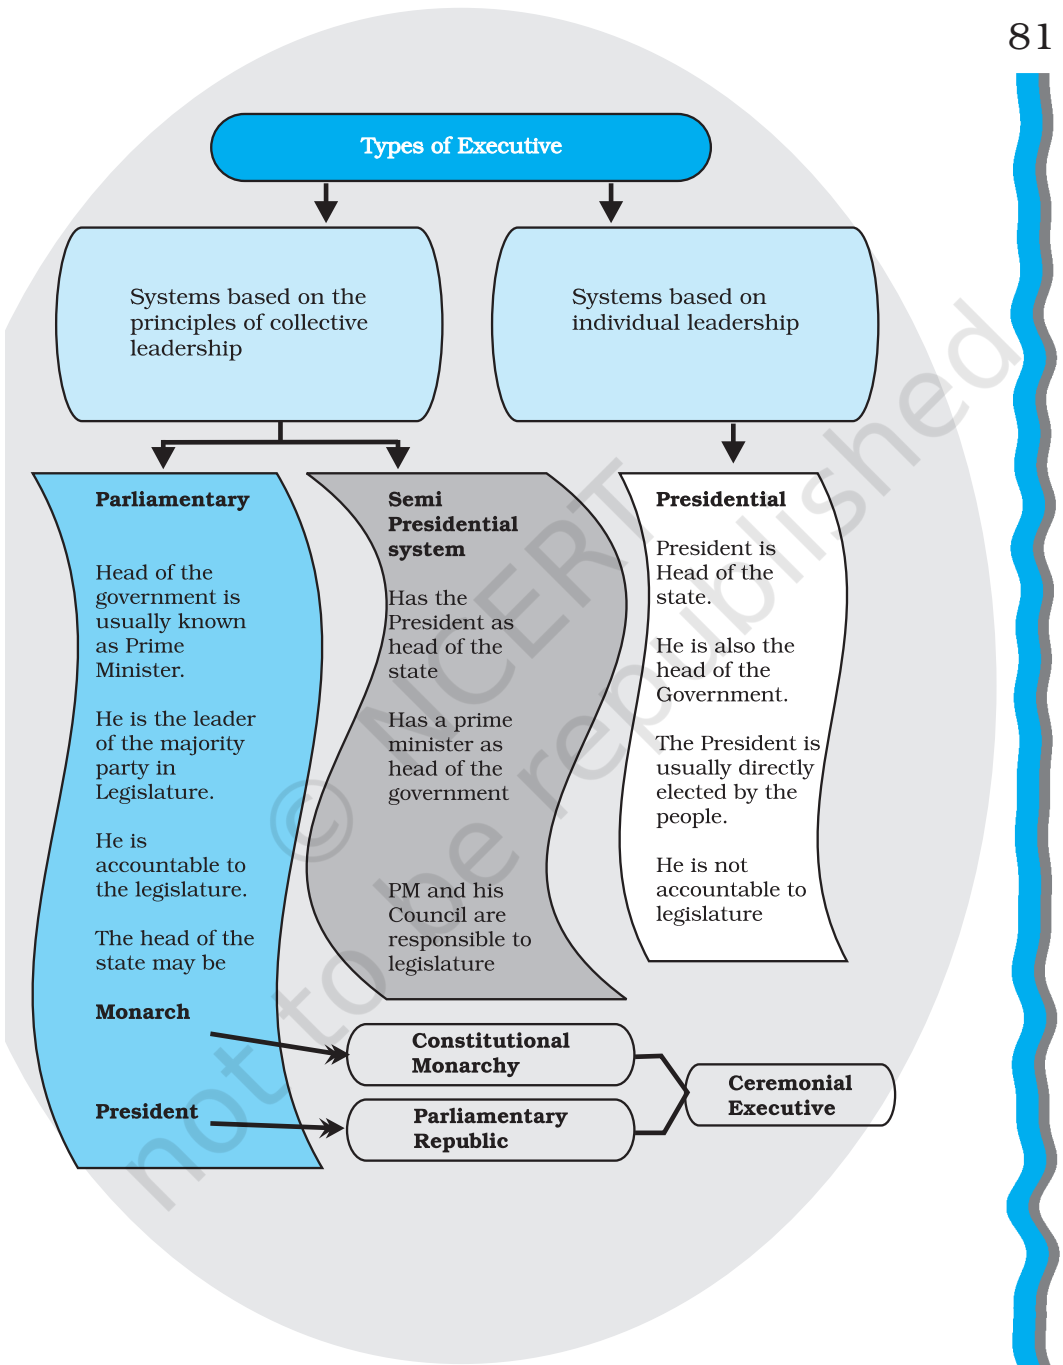 81
Types of Executive
Systems based on the
principles of collective
leadership
Systems based on
individual leadership
Parliamentary
Head of the
government is
usually known
as Prime
Minister.
He is the leader
of the majority
party in
Legislature.
He is
accountable to
the legislature.
The head of the
state may be
Monarch
President
Semi
Presidential
system
Has the
President as
head of the
state
Has a prime
minister as
head of the
government
PM and his
Council are
responsible to
legislature
Presidential
President is
Head of the
state.
He is also the
head of the
Government.
The President is
usually directly
elected by the
people.
He is not
accountable to
legislature
Constitutional
Monarchy
Parliamentary
Republic
Ceremonial
Executive
© NCERT
not to be republished